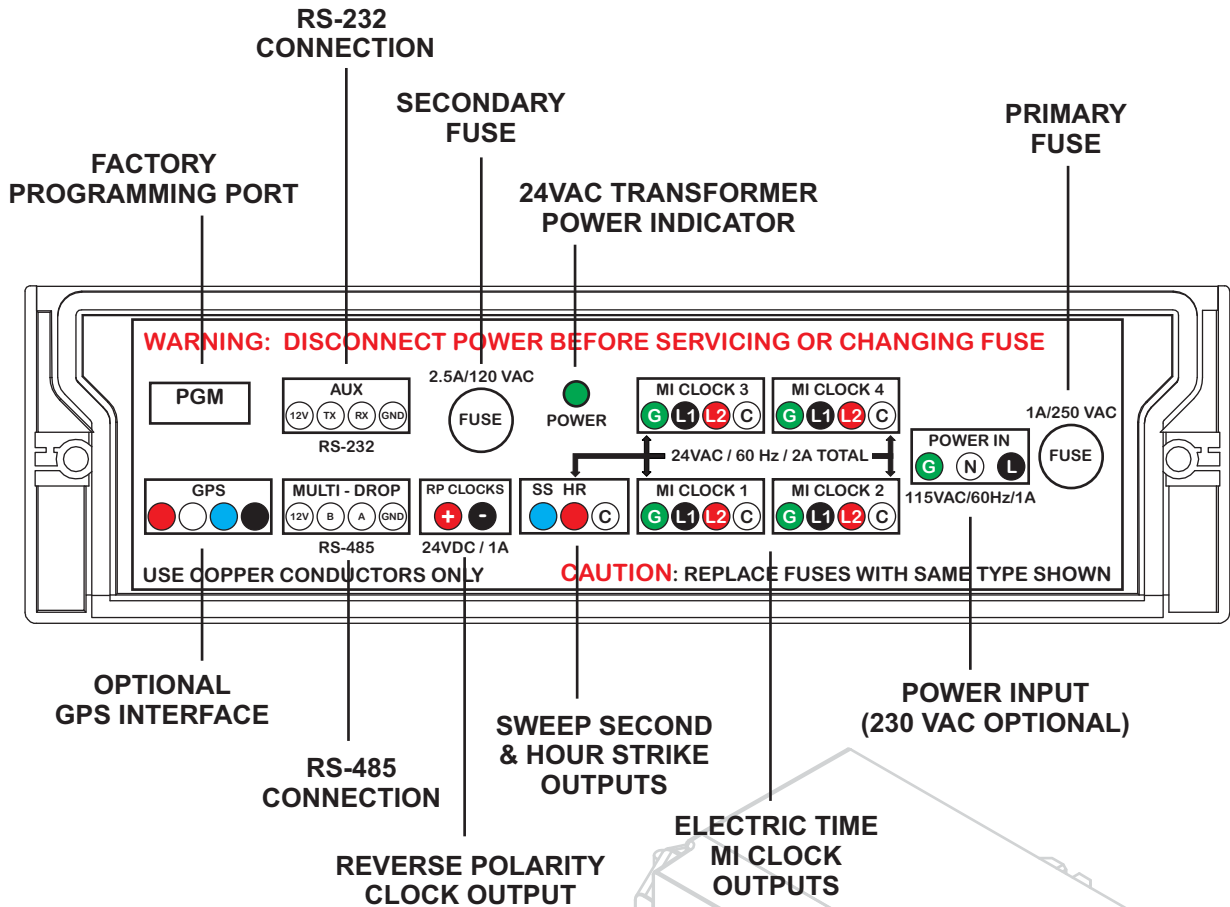 RS-232
CONNECTION
SECONDARY
FUSE
PRIMARY
FUSE
FACTORY
PROGRAMMING PORT
24VAC TRANSFORMER
POWER INDICATOR
WARNING: DISCONNECT POWER BEFORE SERVICING OR CHANGING FUSE
PGM
AUX
12V TX RX GND
RS-232
2.5A/120 VAC
FUSE
POWER
MI CLOCK 3
G L1 L2 C
MI CLOCK 4
G L1 L2 C
24VAC / 60 Hz / 2A TOTAL
POWER IN
G N L
115VAC/60Hz/1A
1A/250 VAC
FUSE
GPS
MULTI - DROP
12V B A GND
RS-485
RP CLOCKS
+ -
24VDC / 1A
SS HR
C
MI CLOCK 1
G L1 L2 C
MI CLOCK 2
G L1 L2 C
USE COPPER CONDUCTORS ONLY
CAUTION: REPLACE FUSES WITH SAME TYPE SHOWN
OPTIONAL
GPS INTERFACE
RS-485
CONNECTION
REVERSE POLARITY
CLOCK OUTPUT
SWEEP SECOND
& HOUR STRIKE
OUTPUTS
ELECTRIC TIME
MI CLOCK
OUTPUTS
POWER INPUT
(230 VAC OPTIONAL)